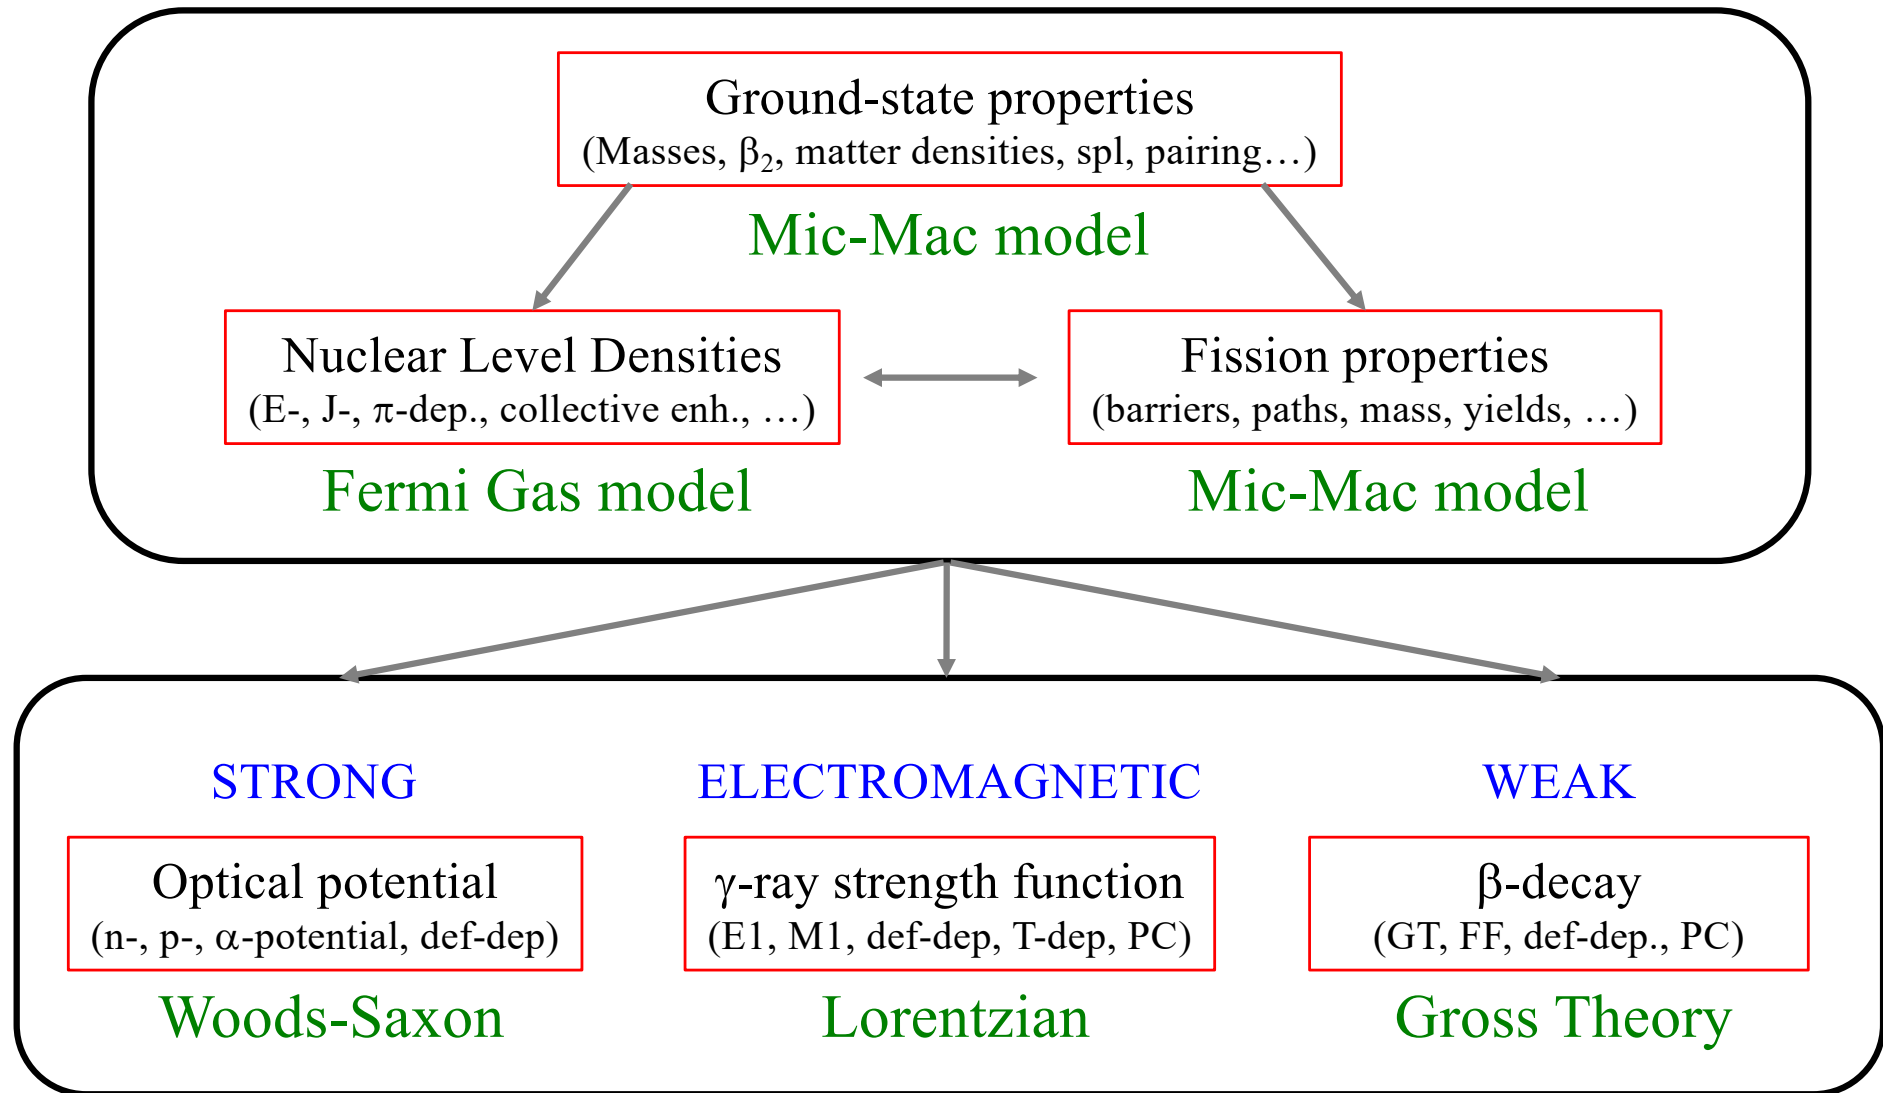 Ground-state properties
(Masses, β₂, matter densities, spl, pairing…)
Mic-Mac model
Nuclear Level Densities
(E-, J-, π-dep., collective enh., …)
Fermi Gas model
Fission properties
(barriers, paths, mass, yields, …)
Mic-Mac model
STRONG
Optical potential
(n-, p-, α-potential, def-dep)
Woods-Saxon
ELECTROMAGNETIC
γ-ray strength function
(E1, M1, def-dep, T-dep, PC)
Lorentzian
WEAK
β-decay
(GT, FF, def-dep., PC)
Gross Theory